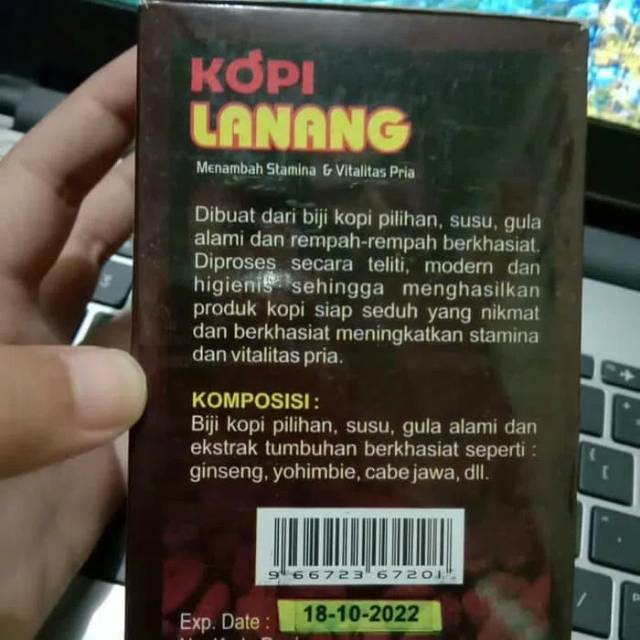 KOPI
LANANG
Menambah Stamina & Vitalitas Pria
Dibuat dari biji kopi pilihan, susu, gula
alami dan rempah-rempah berkhasiat.
Diproses secara teliti, modern dan
higienis sehingga menghasilkan
produk kopi siap seduh yang nikmat
dan berkhasiat meningkatkan stamina
dan vitalitas pria.
KOMPOSISI :
Biji kopi pilihan, susu, gula alami dan
ekstrak tumbuhan berkhasiat seperti :
ginseng, yohimbie, cabe jawa, dll.
9 66723 67201
Exp. Date : 18-10-2022